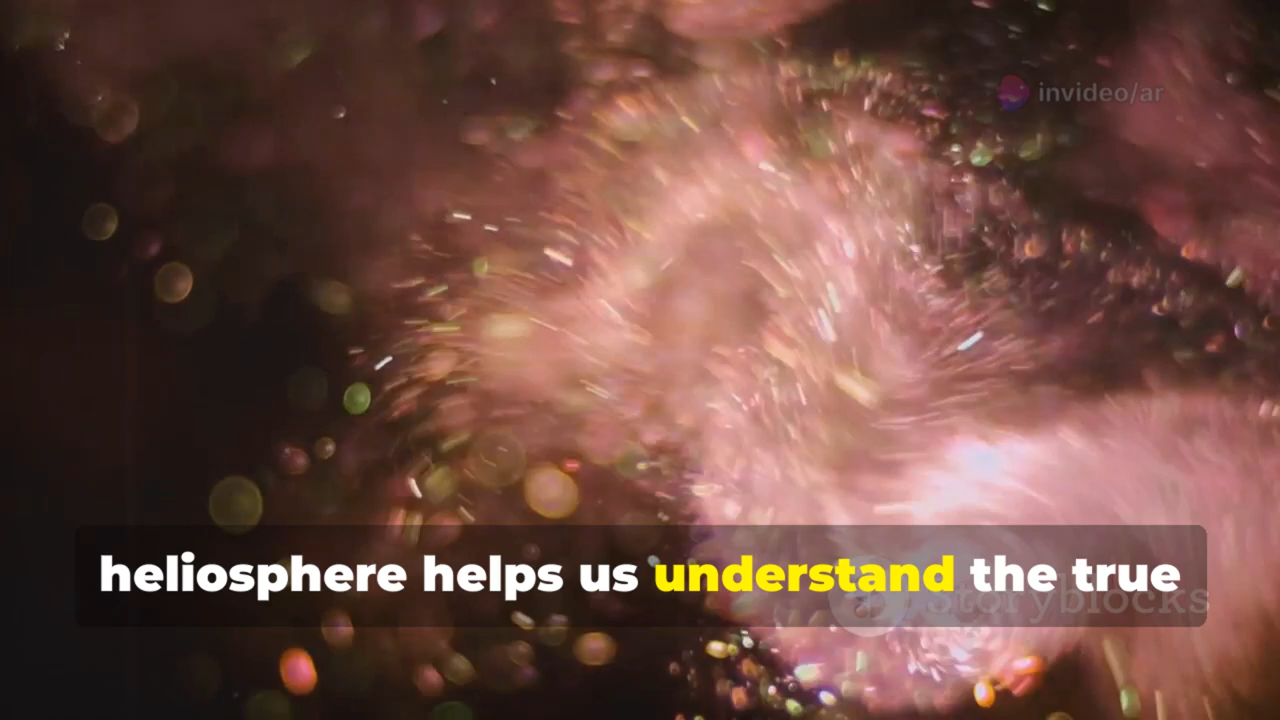 invideo/ar
heliosphere helps us understand the true
storyblocks